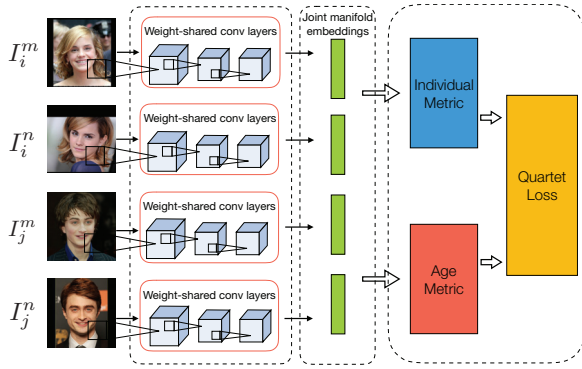 Joint manifold
embeddings
I_i^m
Weight-shared conv layers
I_i^n
Weight-shared conv layers
I_j^m
Weight-shared conv layers
I_j^n
Weight-shared conv layers
Individual
Metric
Age
Metric
Quartet
Loss